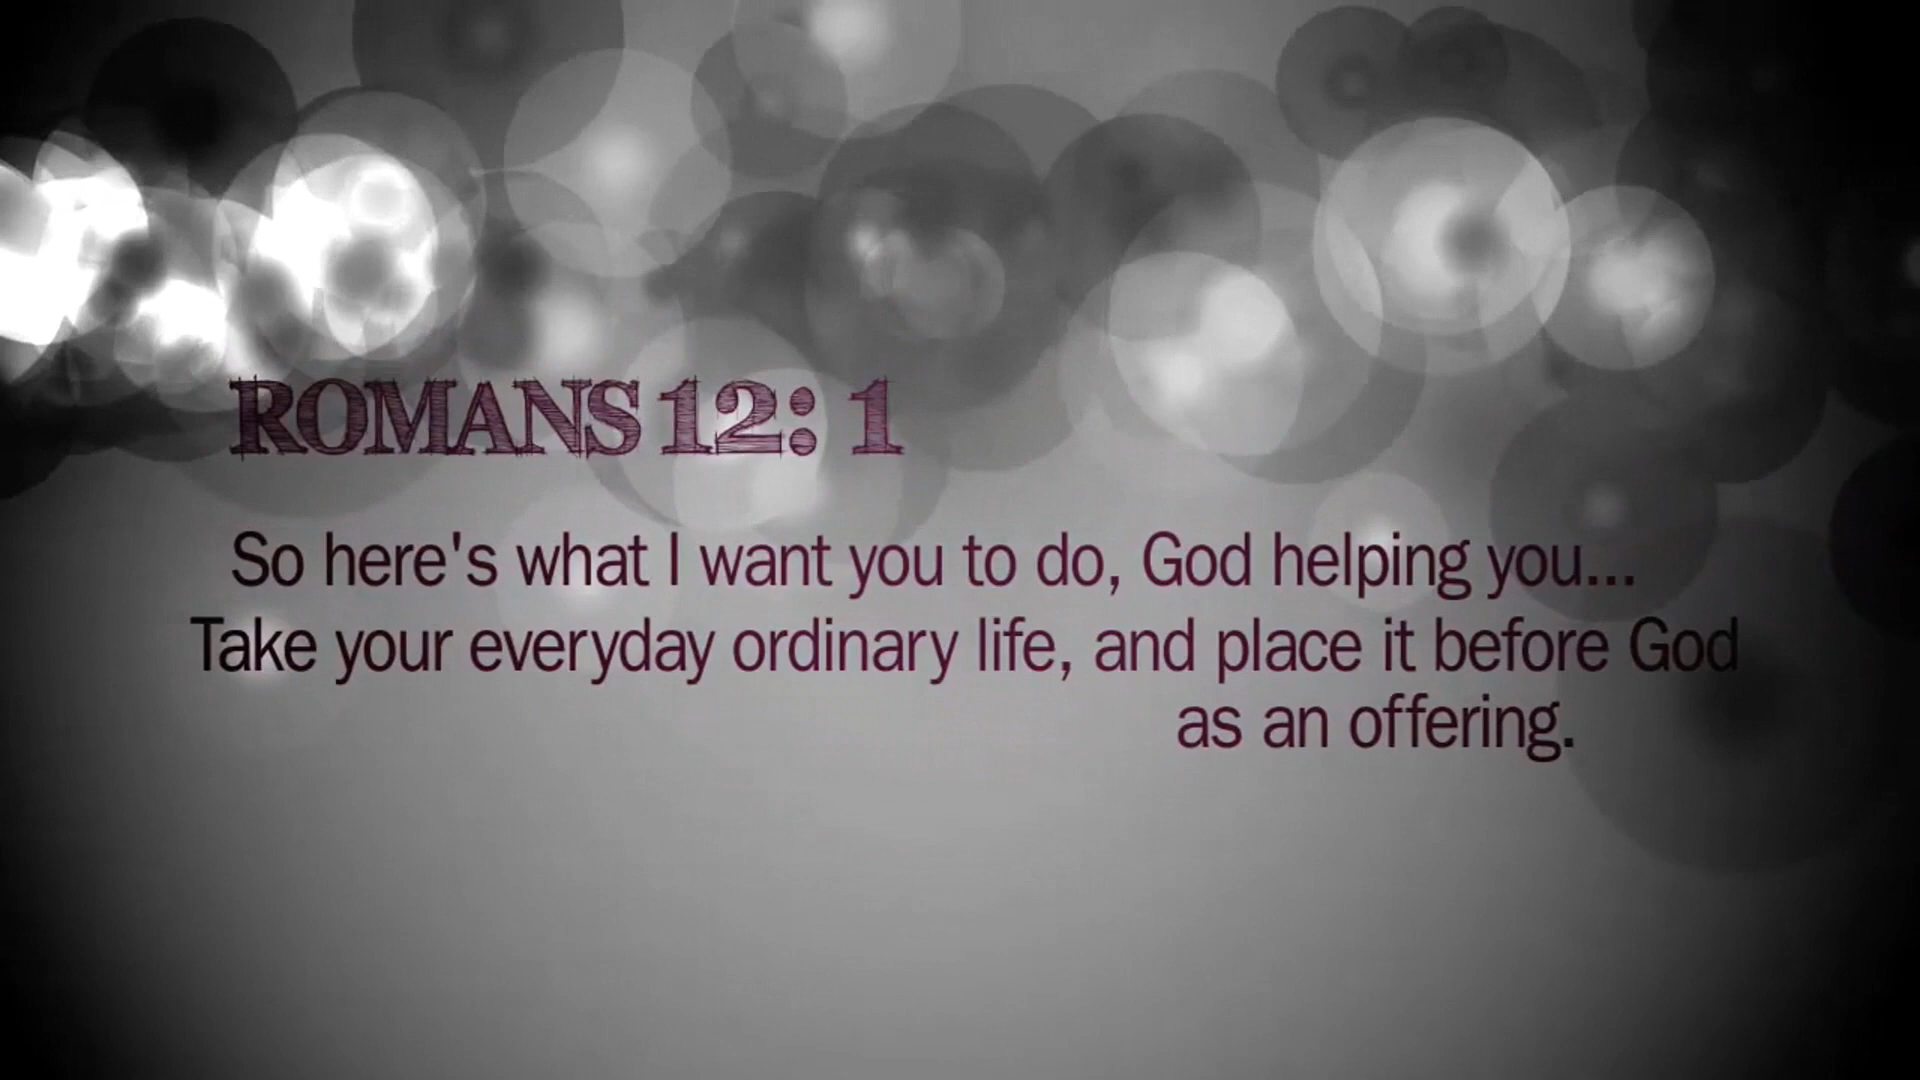 ROMANS 12: 1
So here's what I want you to do, God helping you...
Take your everyday ordinary life, and place it before God
as an offering.